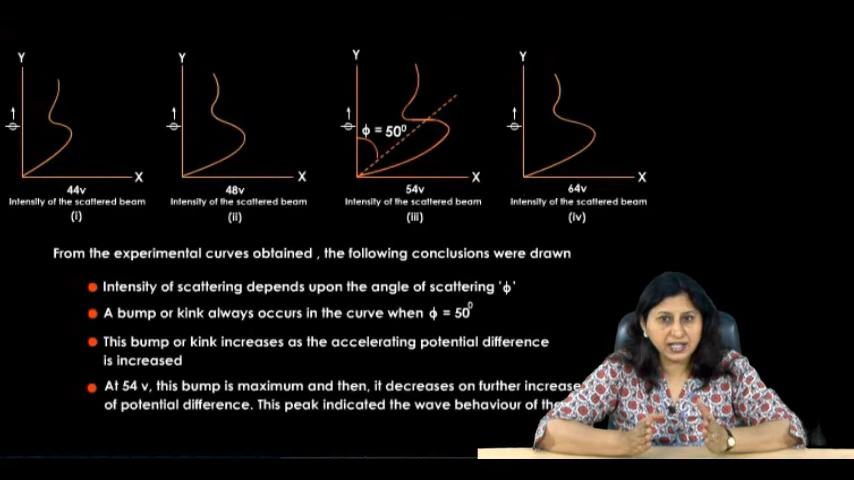 Y Y Y Y
ϕ→ ϕ→ ϕ→ ϕ = 50⁰ ϕ→
X X X X
44v 48v 54v 64v
Intensity of the scattered beam Intensity of the scattered beam Intensity of the scattered beam Intensity of the scattered beam
(i) (ii) (iii) (iv)
From the experimental curves obtained , the following conclusions were drawn
Intensity of scattering depends upon the angle of scattering 'ϕ'
A bump or kink always occurs in the curve when ϕ = 50⁰
This bump or kink increases as the accelerating potential difference
is increased
At 54 v, this bump is maximum and then, it decreases on further increase
of potential difference. This peak indicated the wave behaviour of the